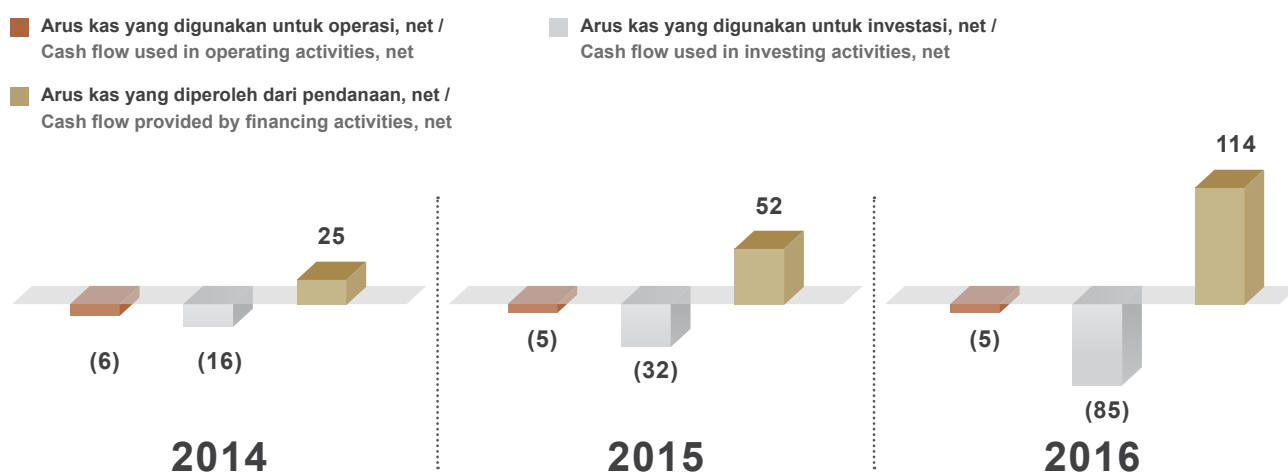 Arus kas yang digunakan untuk operasi, net /
Cash flow used in operating activities, net
Arus kas yang digunakan untuk investasi, net /
Cash flow used in investing activities, net
Arus kas yang diperoleh dari pendanaan, net /
Cash flow provided by financing activities, net
25
(6)
(16)
2014
52
(5)
(32)
2015
114
(5)
(85)
2016